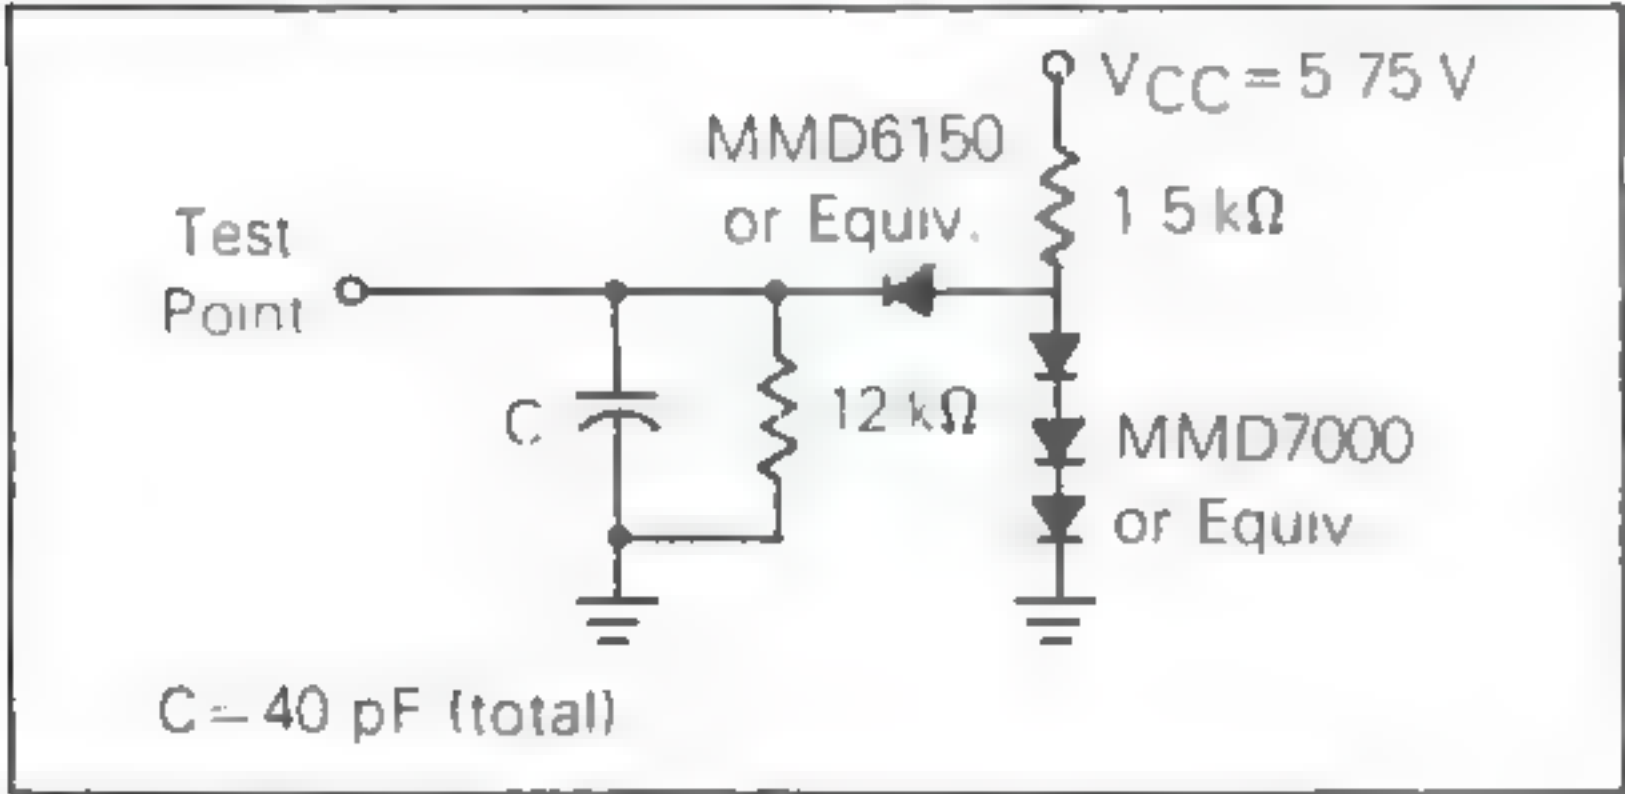 VCC = 5 75 V
MMD6150
or Equiv.
1 5 kΩ
Test
Point
C
12 kΩ
MMD7000
or Equiv
C = 40 pF (total)